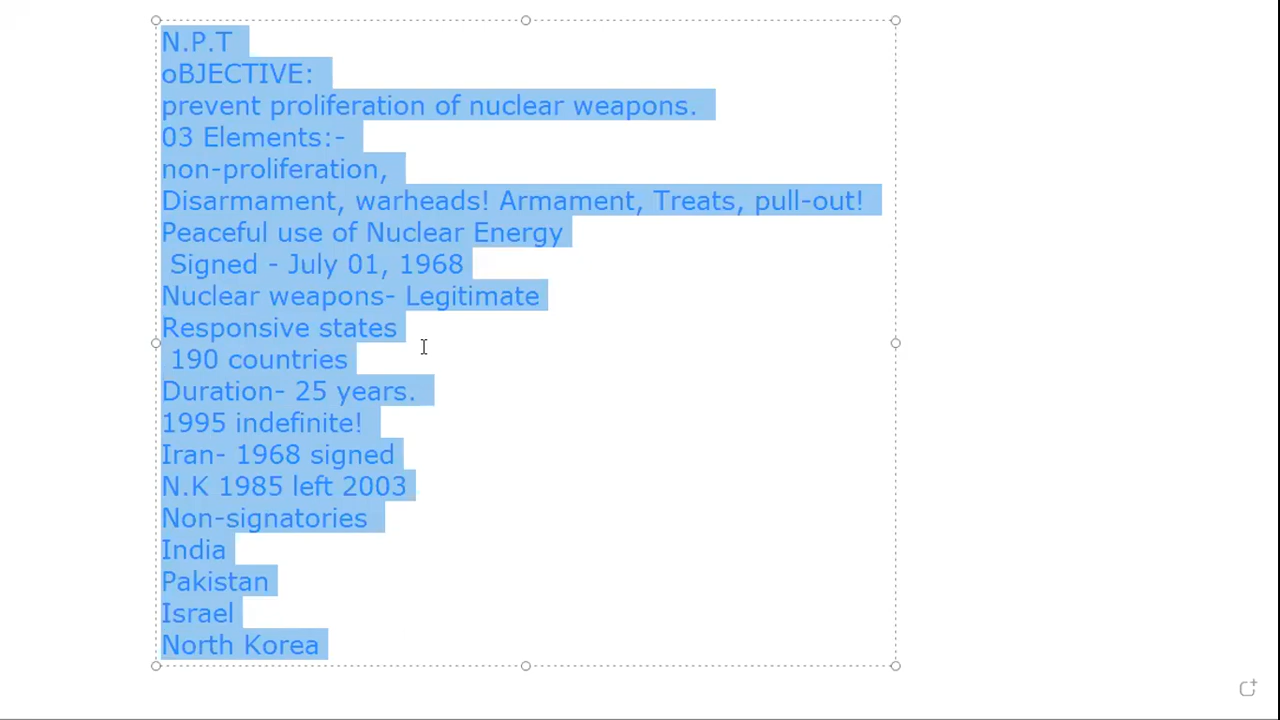 N.P.T
oBJECTIVE:
prevent proliferation of nuclear weapons.
03 Elements:-
non-proliferation,
Disarmament, warheads! Armament, Treats, pull-out!
Peaceful use of Nuclear Energy
Signed - July 01, 1968
Nuclear weapons- Legitimate
Responsive states
190 countries
Duration- 25 years.
1995 indefinite!
Iran- 1968 signed
N.K 1985 left 2003
Non-signatories
India
Pakistan
Israel
North Korea